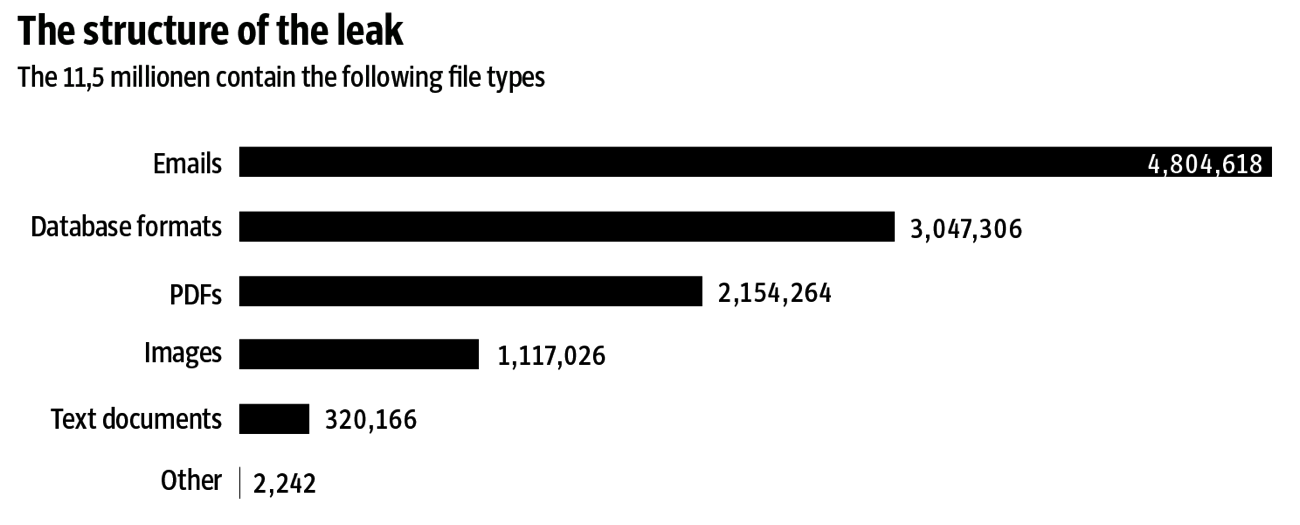 The structure of the leak
The 11,5 millionen contain the following file types
Emails 4,804,618
Database formats 3,047,306
PDFs 2,154,264
Images 1,117,026
Text documents 320,166
Other 2,242